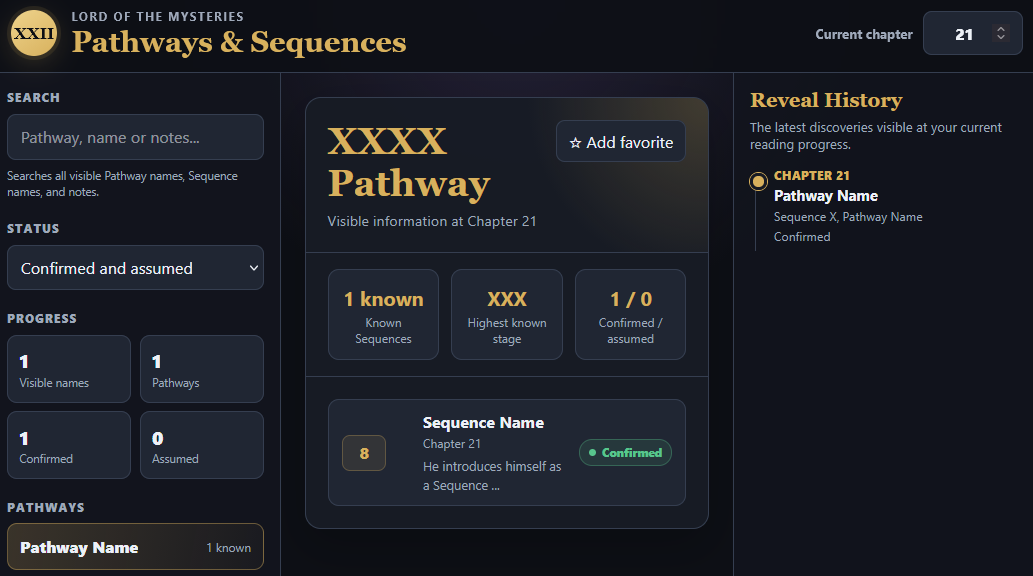 XXII
LORD OF THE MYSTERIES
Pathways & Sequences
Current chapter
21
SEARCH
Pathway, name or notes...
Searches all visible Pathway names, Sequence
names, and notes.
STATUS
Confirmed and assumed
PROGRESS
1
Visible names
1
Pathways
1
Confirmed
0
Assumed
PATHWAYS
Pathway Name
1 known
XXXX
Pathway
Visible information at Chapter 21
☆ Add favorite
1 known
Known
Sequences
XXX
Highest known
stage
1 / 0
Confirmed /
assumed
8
Sequence Name
Chapter 21
He introduces himself as
a Sequence ...
Confirmed
Reveal History
The latest discoveries visible at your current
reading progress.
CHAPTER 21
Pathway Name
Sequence X, Pathway Name
Confirmed